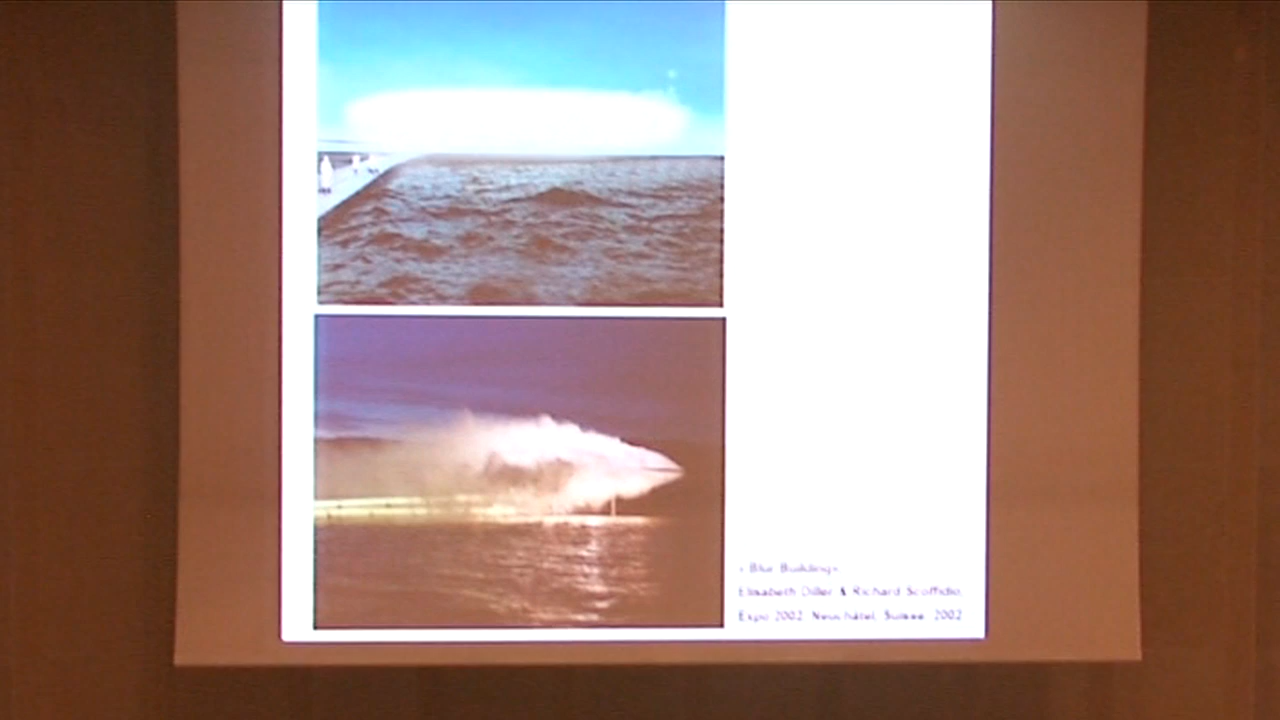 « Blur Building»
Elisabeth Diller & Richard Scoffidio,
Expo 2002 Neuchâtel, Suisse, 2002